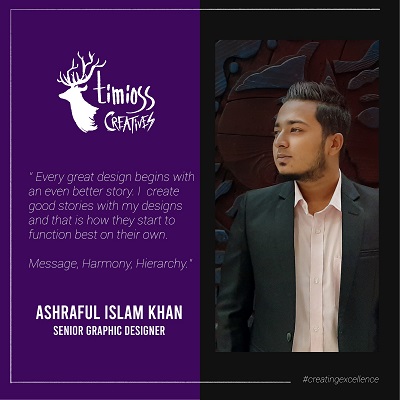 timioss
CREATIVES
" Every great design begins with
an even better story. I create
good stories with my designs
and that is how they start to
function best on their own.
Message, Harmony, Hierarchy."
ASHRAFUL ISLAM KHAN
SENIOR GRAPHIC DESIGNER
#creatingexcellence